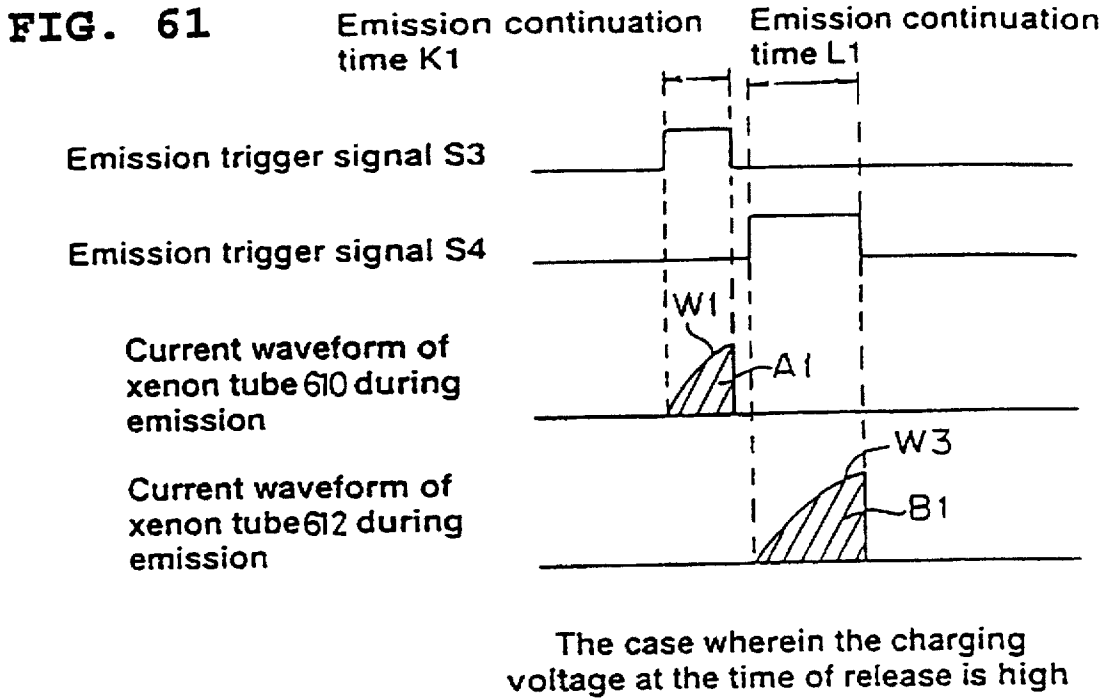 FIG. 61
Emission continuation
time K1
Emission continuation
time L1
Emission trigger signal S3
Emission trigger signal S4
W1
Current waveform of
xenon tube 610 during
emission
A1
W3
Current waveform of
xenon tube 612 during
emission
B1
The case wherein the charging
voltage at the time of release is high